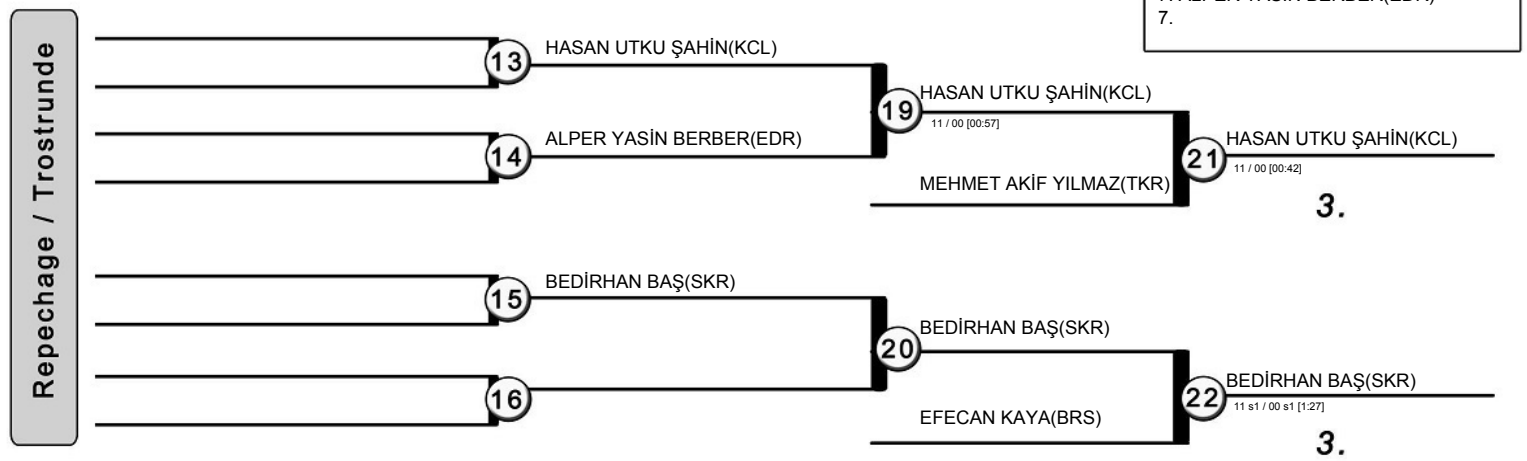 7.
Repechage / Trostrunde
13
HASAN UTKU ŞAHİN(KCL)
14
ALPER YASİN BERBER(EDR)
19
HASAN UTKU ŞAHİN(KCL)
11 / 00 [00:57]
MEHMET AKİF YILMAZ(TKR)
21
HASAN UTKU ŞAHİN(KCL)
11 / 00 [00:42]
3.
15
BEDİRHAN BAŞ(SKR)
16
20
BEDİRHAN BAŞ(SKR)
EFECAN KAYA(BRS)
22
BEDİRHAN BAŞ(SKR)
11 s1 / 00 s1 [1:27]
3.